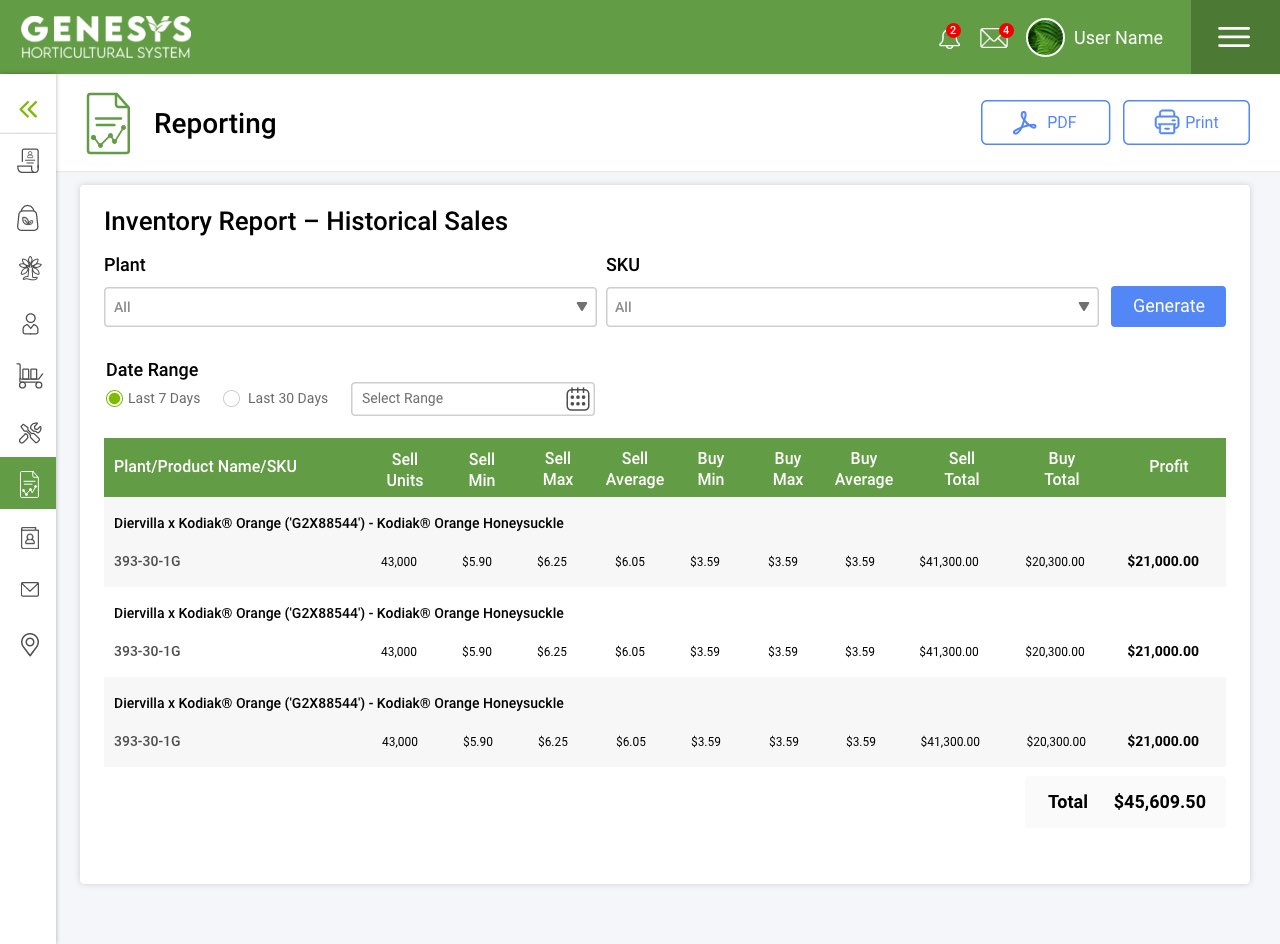 GENESYS
HORTICULTURAL SYSTEM
2
4
User Name
Reporting
PDF
Print
Inventory Report – Historical Sales
Plant
SKU
All
All
Generate
Date Range
Last 7 Days
Last 30 Days
Select Range
Plant/Product Name/SKU
Sell Units
Sell Min
Sell Max
Sell Average
Buy Min
Buy Max
Buy Average
Sell Total
Buy Total
Profit
Diervilla x Kodiak® Orange ('G2X88544') - Kodiak® Orange Honeysuckle
393-30-1G 43,000 $5.90 $6.25 $6.05 $3.59 $3.59 $3.59 $41,300.00 $20,300.00 $21,000.00
Diervilla x Kodiak® Orange ('G2X88544') - Kodiak® Orange Honeysuckle
393-30-1G 43,000 $5.90 $6.25 $6.05 $3.59 $3.59 $3.59 $41,300.00 $20,300.00 $21,000.00
Diervilla x Kodiak® Orange ('G2X88544') - Kodiak® Orange Honeysuckle
393-30-1G 43,000 $5.90 $6.25 $6.05 $3.59 $3.59 $3.59 $41,300.00 $20,300.00 $21,000.00
Total $45,609.50